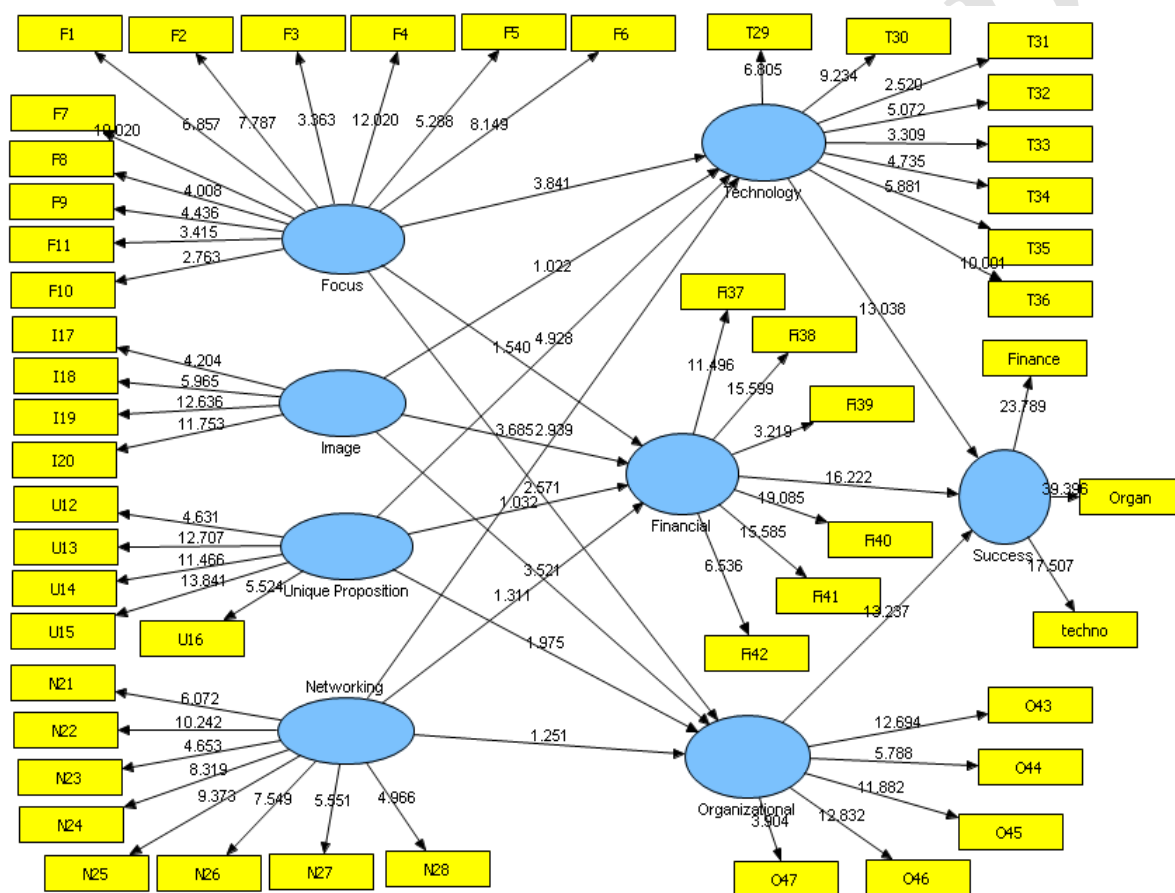 F1
F2
F3
F4
F5
F6
T29
T30
T31
T32
T33
T34
T35
T36
6.805
9.234
2.520
5.072
3.309
4.735
5.881
10.001
Technology
F7
F8
F9
F11
F10
6.857
7.787
3.363
12.020
5.288
8.149
4.008
4.436
3.415
2.763
Focus
3.841
1.022
4.928
1.540
13.038
I17
I18
I19
I20
4.204
5.965
12.636
11.753
Image
3.685
2.939
2.571
1.032
Fi37
Fi38
Fi39
Fi40
Fi41
Fi42
11.496
15.599
3.219
19.085
15.585
6.536
Financial
16.222
Finance
23.789
39.396
Organ
Success
17.507
techno
U12
U13
U14
U15
U16
4.631
12.707
11.466
13.841
5.524
Unique Proposition
3.521
1.311
1.975
13.237
Networking
N21
N22
N23
N24
N25
N26
N27
N28
6.072
10.242
4.653
8.319
9.373
7.549
5.551
4.966
1.251
Organizational
O43
O44
O45
O46
O47
12.694
5.788
11.882
12.832
3.904